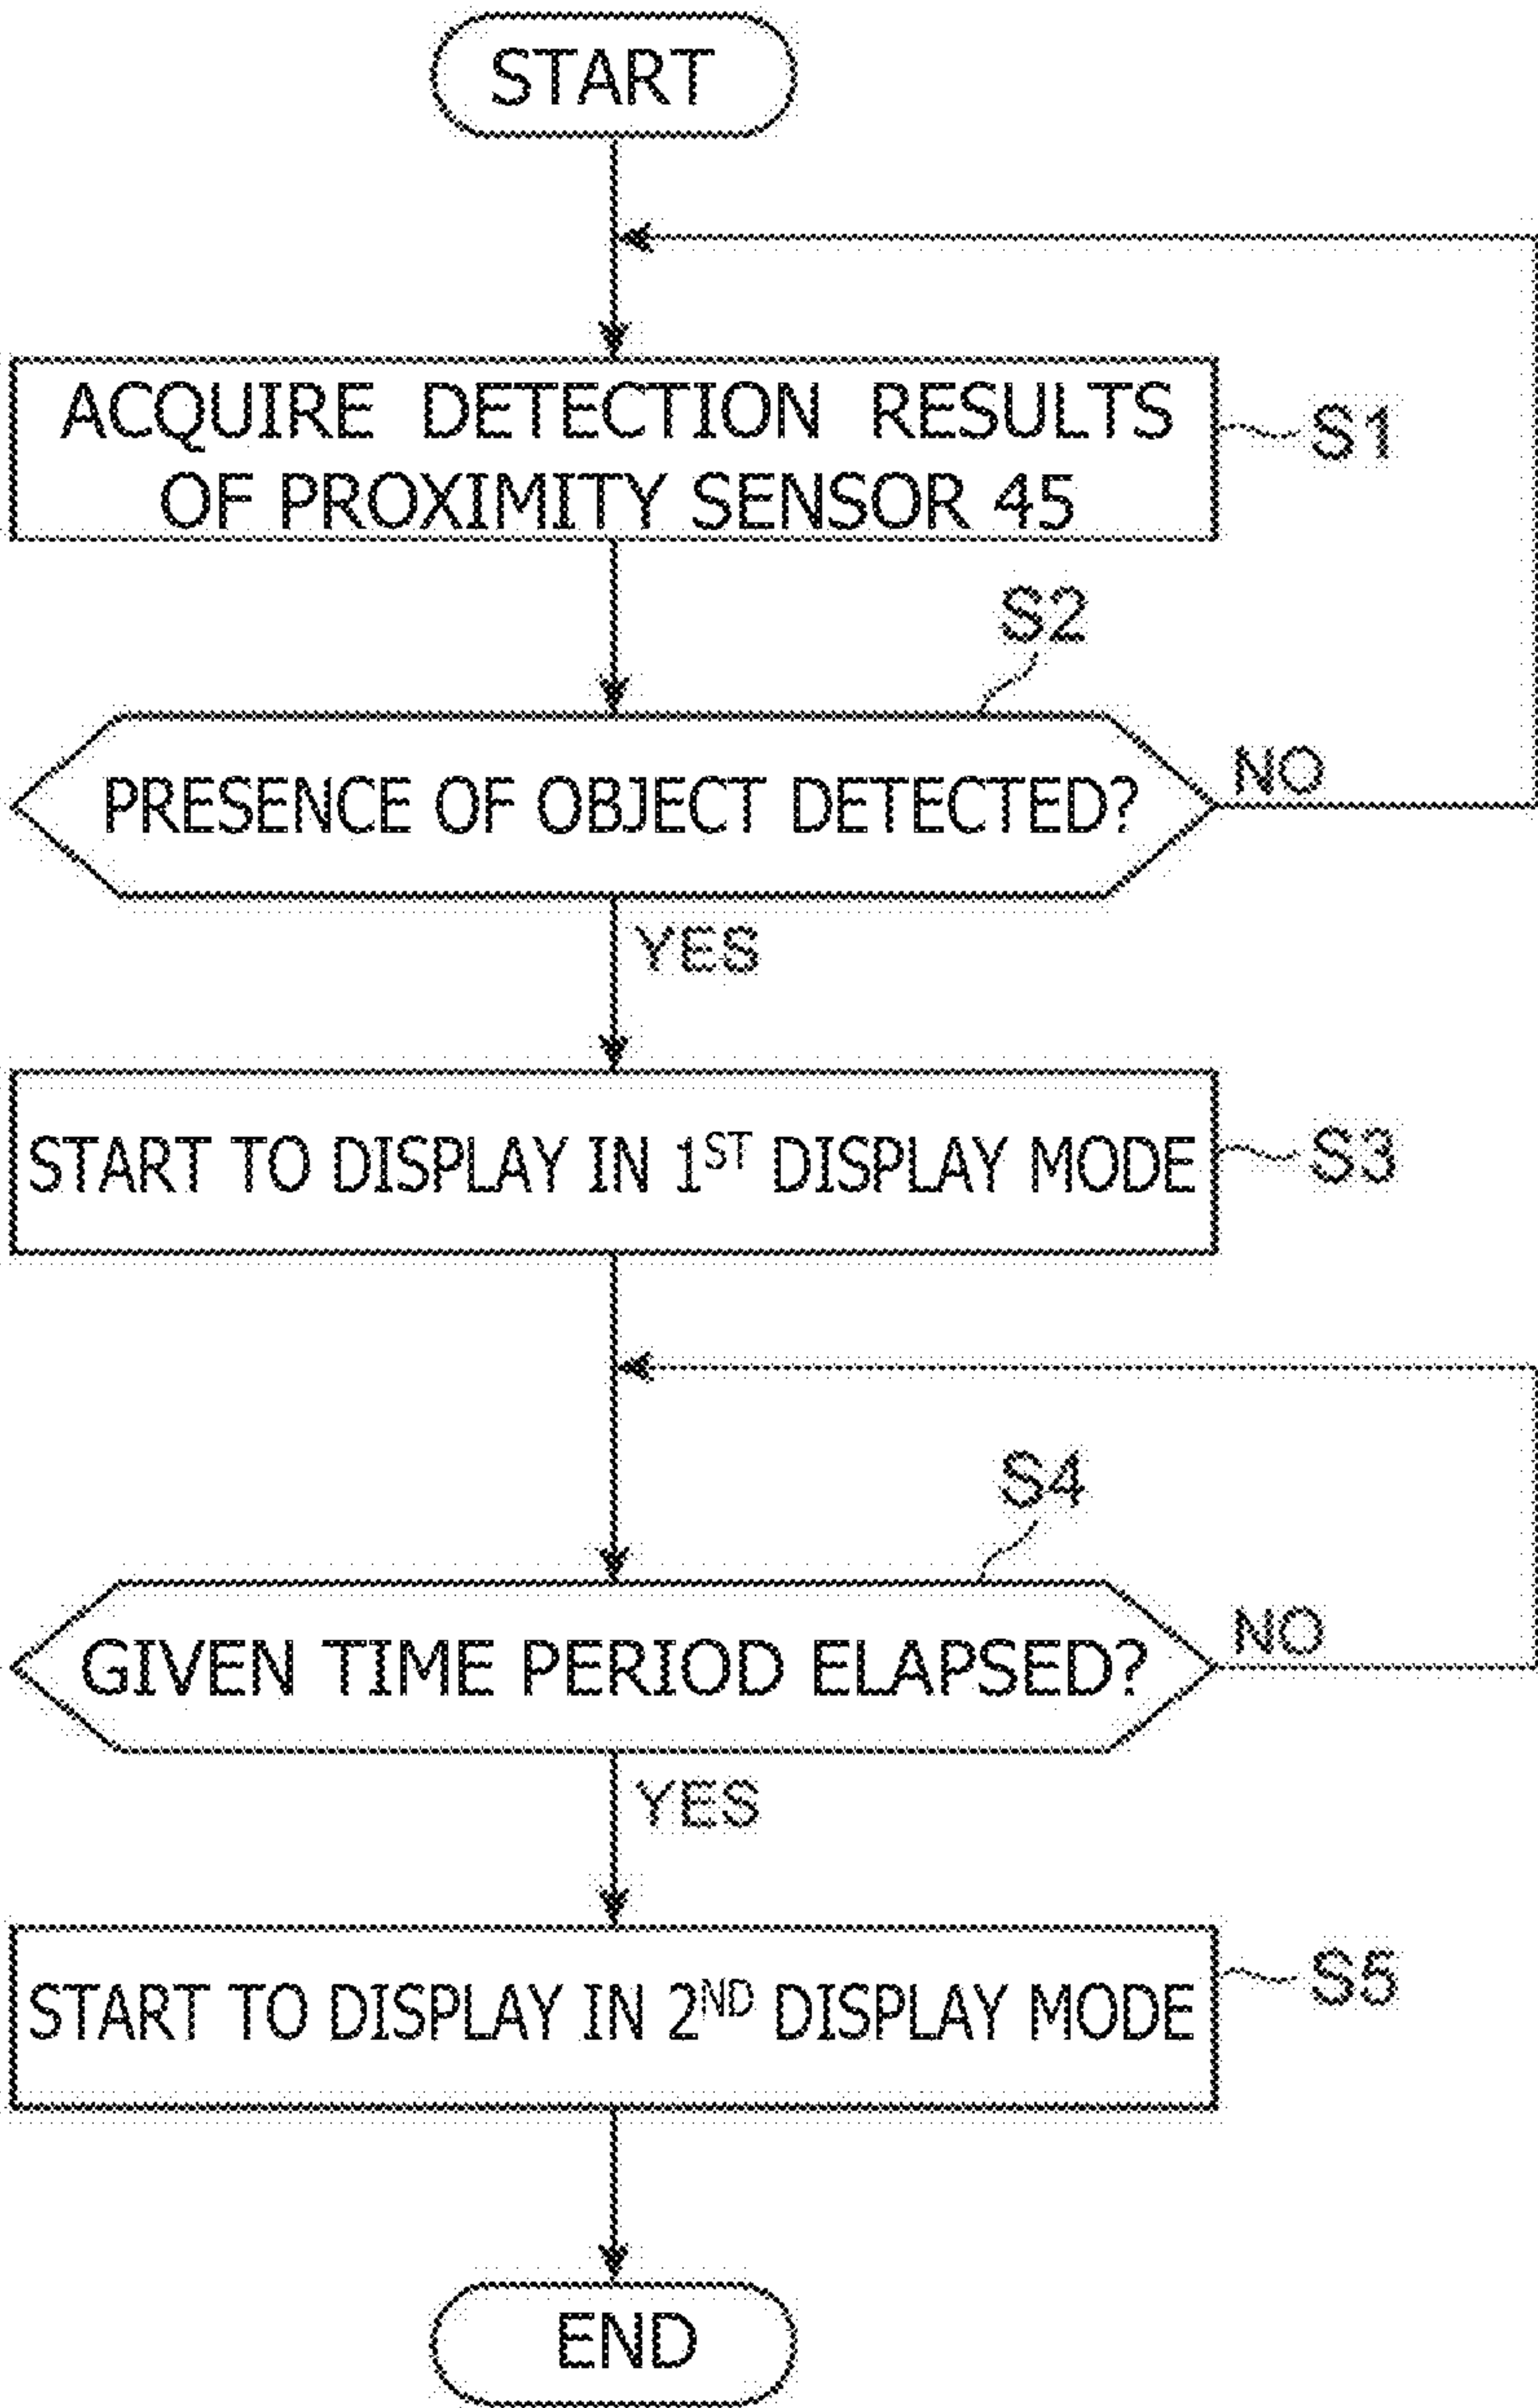 START
ACQUIRE DETECTION RESULTS
OF PROXIMITY SENSOR 45
S1
S2
PRESENCE OF OBJECT DETECTED?
NO
YES
START TO DISPLAY IN 1ST DISPLAY MODE
S3
S4
GIVEN TIME PERIOD ELAPSED?
NO
YES
START TO DISPLAY IN 2ND DISPLAY MODE
S5
END